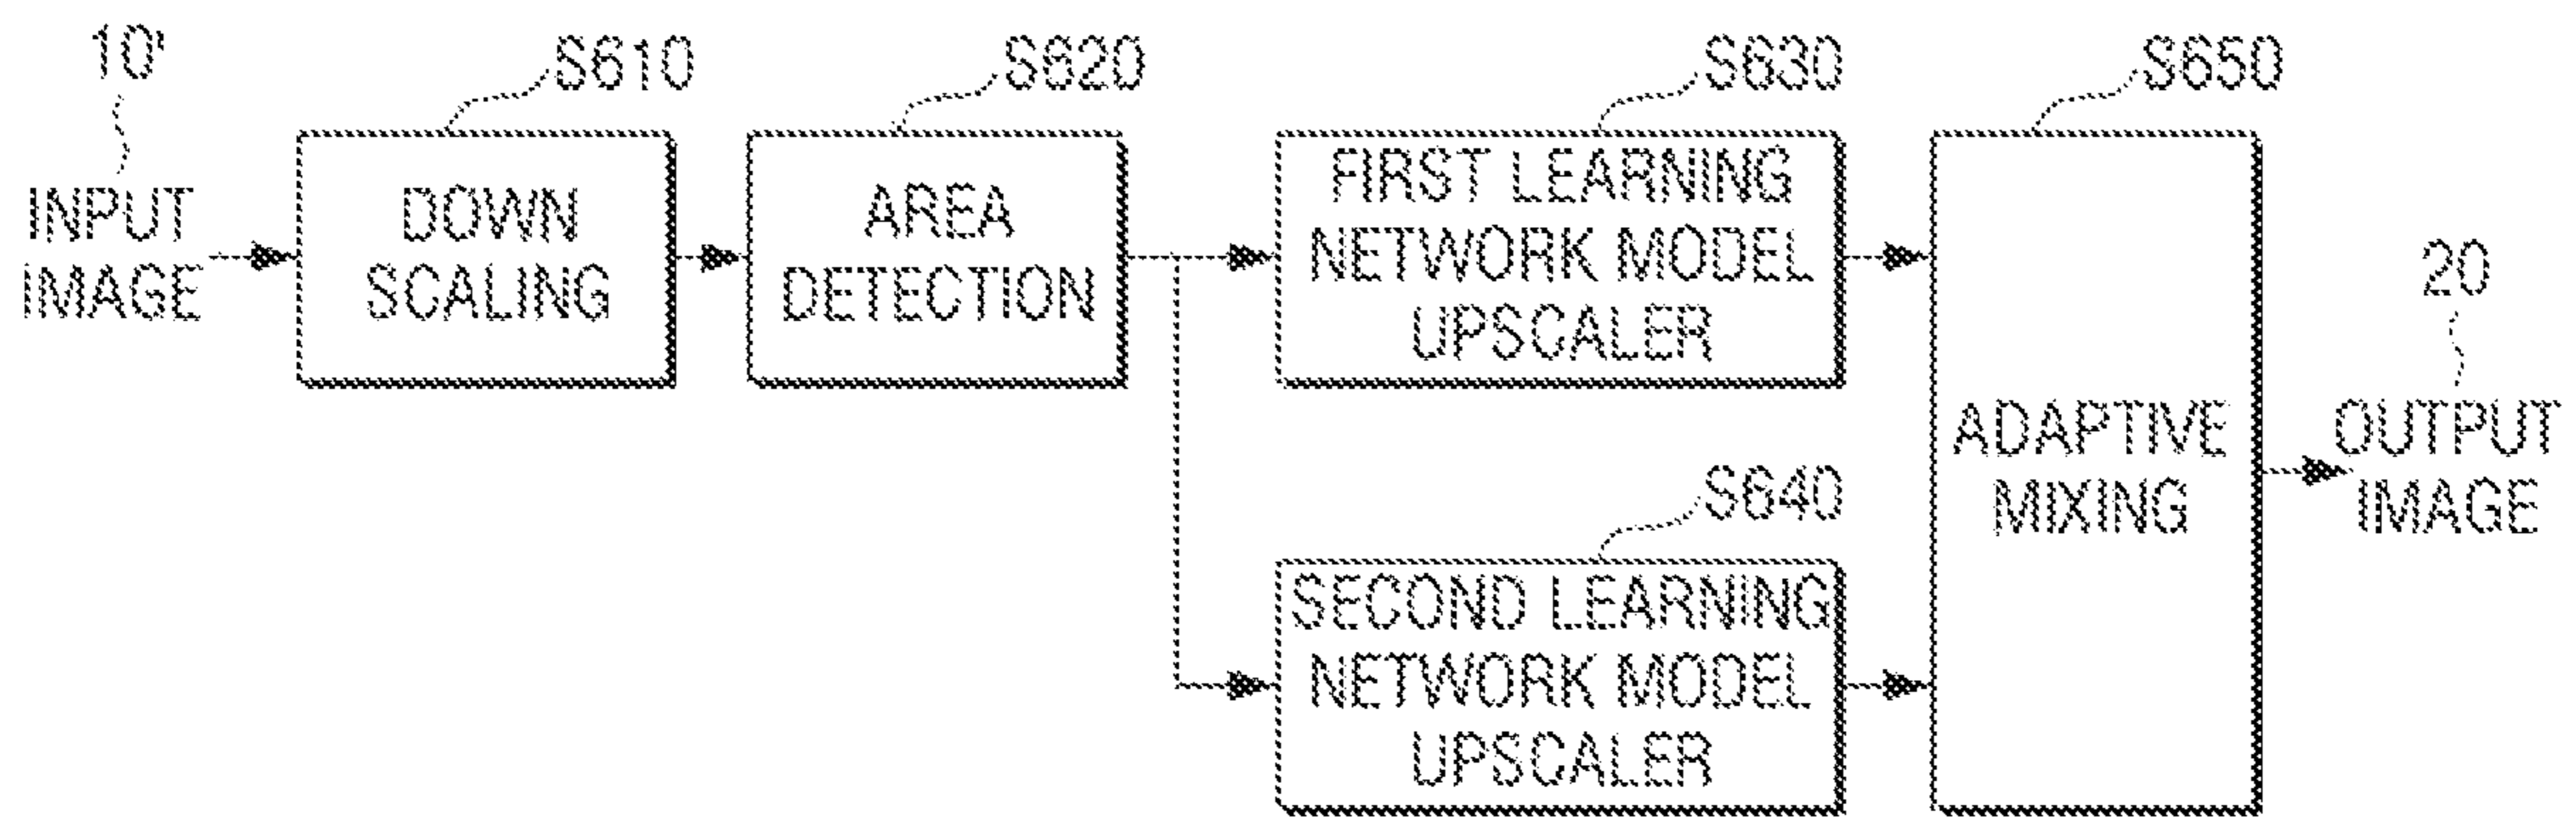 10'
INPUT
IMAGE
S610
DOWN
SCALING
S620
AREA
DETECTION
S630
FIRST LEARNING
NETWORK MODEL
UPSCALER
S640
SECOND LEARNING
NETWORK MODEL
UPSCALER
S650
ADAPTIVE
MIXING
20
OUTPUT
IMAGE